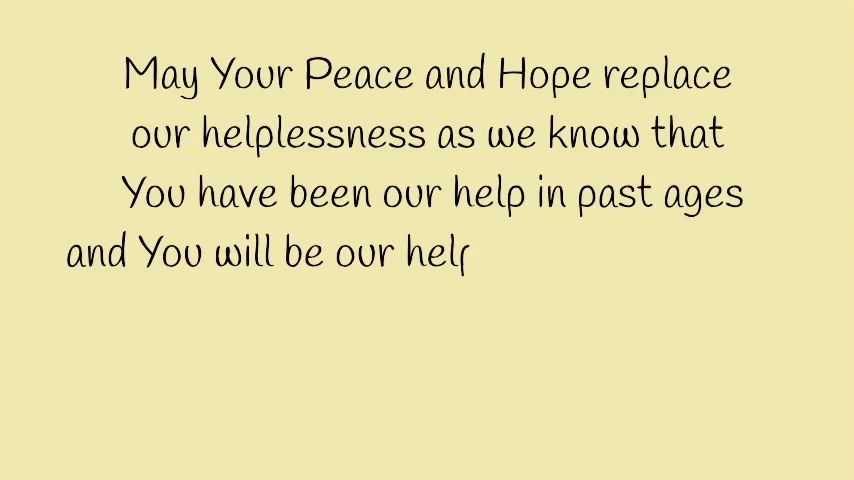 May Your Peace and Hope replace
our helplessness as we know that
You have been our help in past ages
and You will be our help